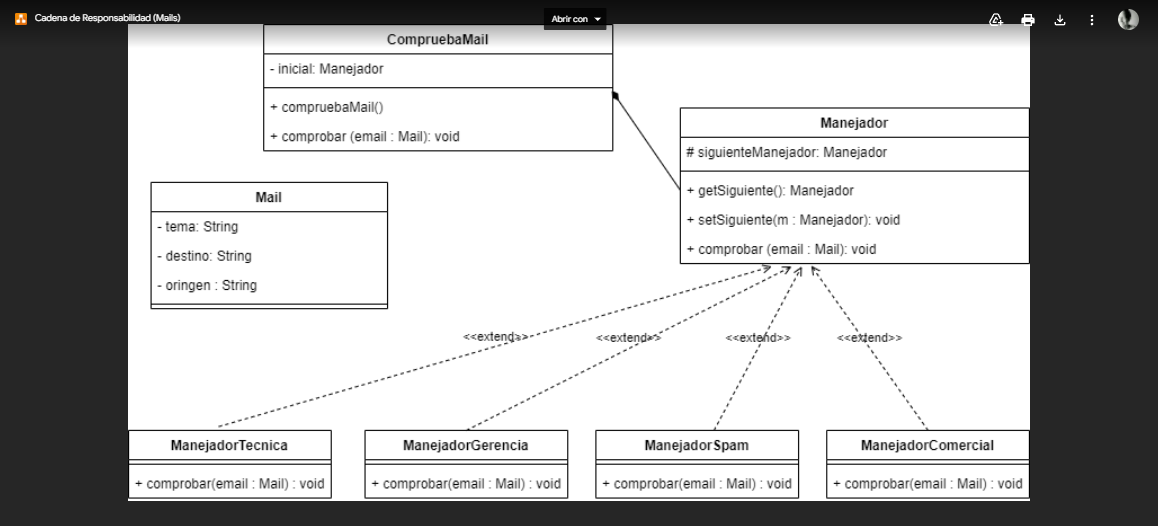 Cadena de Responsabilidad (Mails)
Abrir con
CompruebaMail
- inicial: Manejador
+ compruebaMail()
+ comprobar (email : Mail): void
Manejador
# siguienteManejador: Manejador
+ getSiguiente(): Manejador
+ setSiguiente(m : Manejador): void
+ comprobar (email : Mail): void
Mail
- tema: String
- destino: String
- oringen : String
<<extend>>
<<extend>>
<<extend>>
<<extend>>
ManejadorTecnica
+ comprobar(email : Mail) : void
ManejadorGerencia
+ comprobar(email : Mail) : void
ManejadorSpam
+ comprobar(email : Mail) : void
ManejadorComercial
+ comprobar(email : Mail) : void